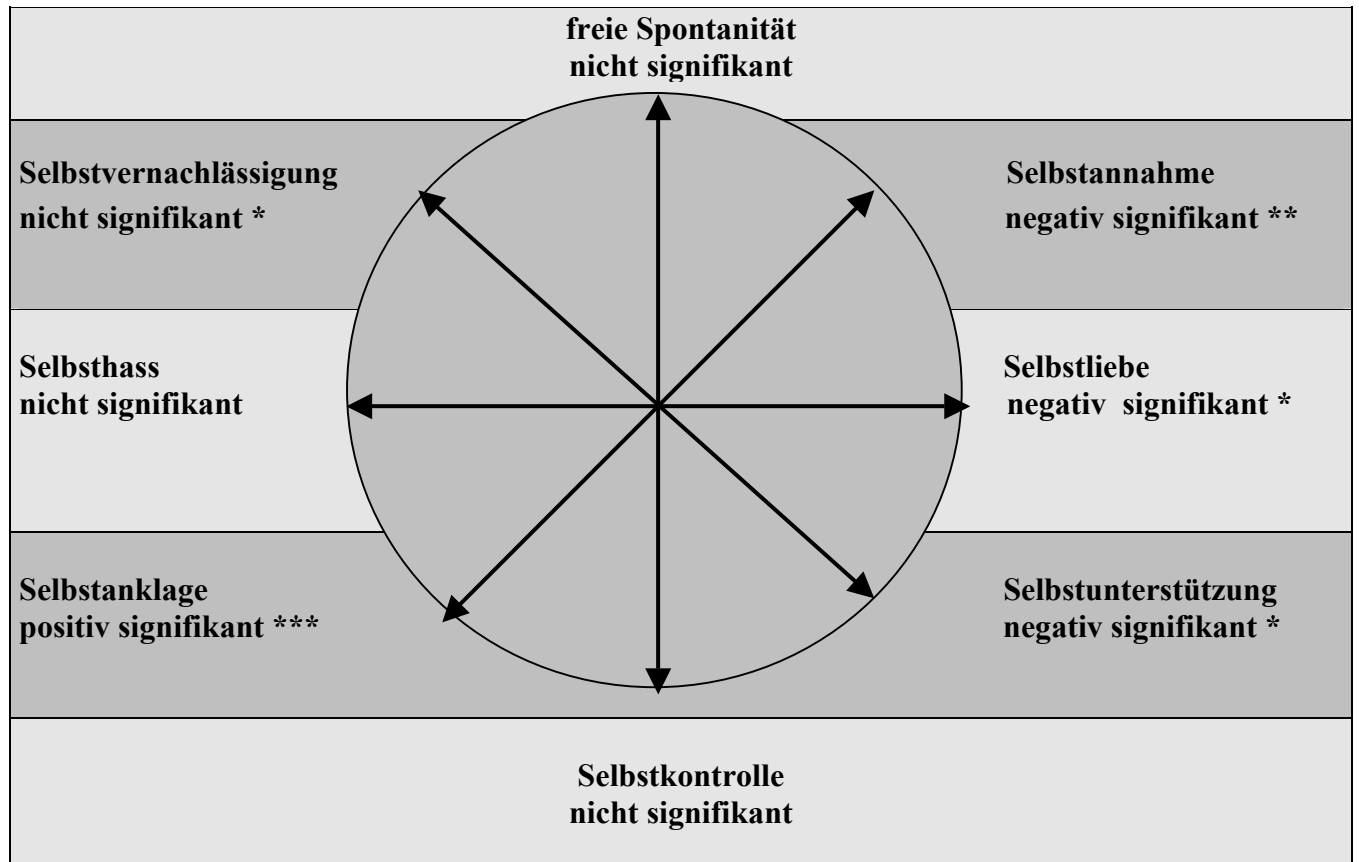 freie Spontanität
nicht signifikant
Selbstvernachlässigung
nicht signifikant *
Selbstannahme
negativ signifikant **
Selbsthass
nicht signifikant
Selbstliebe
negativ signifikant *
Selbstanklage
positiv signifikant ***
Selbstunterstützung
negativ signifikant *
Selbstkontrolle
nicht signifikant